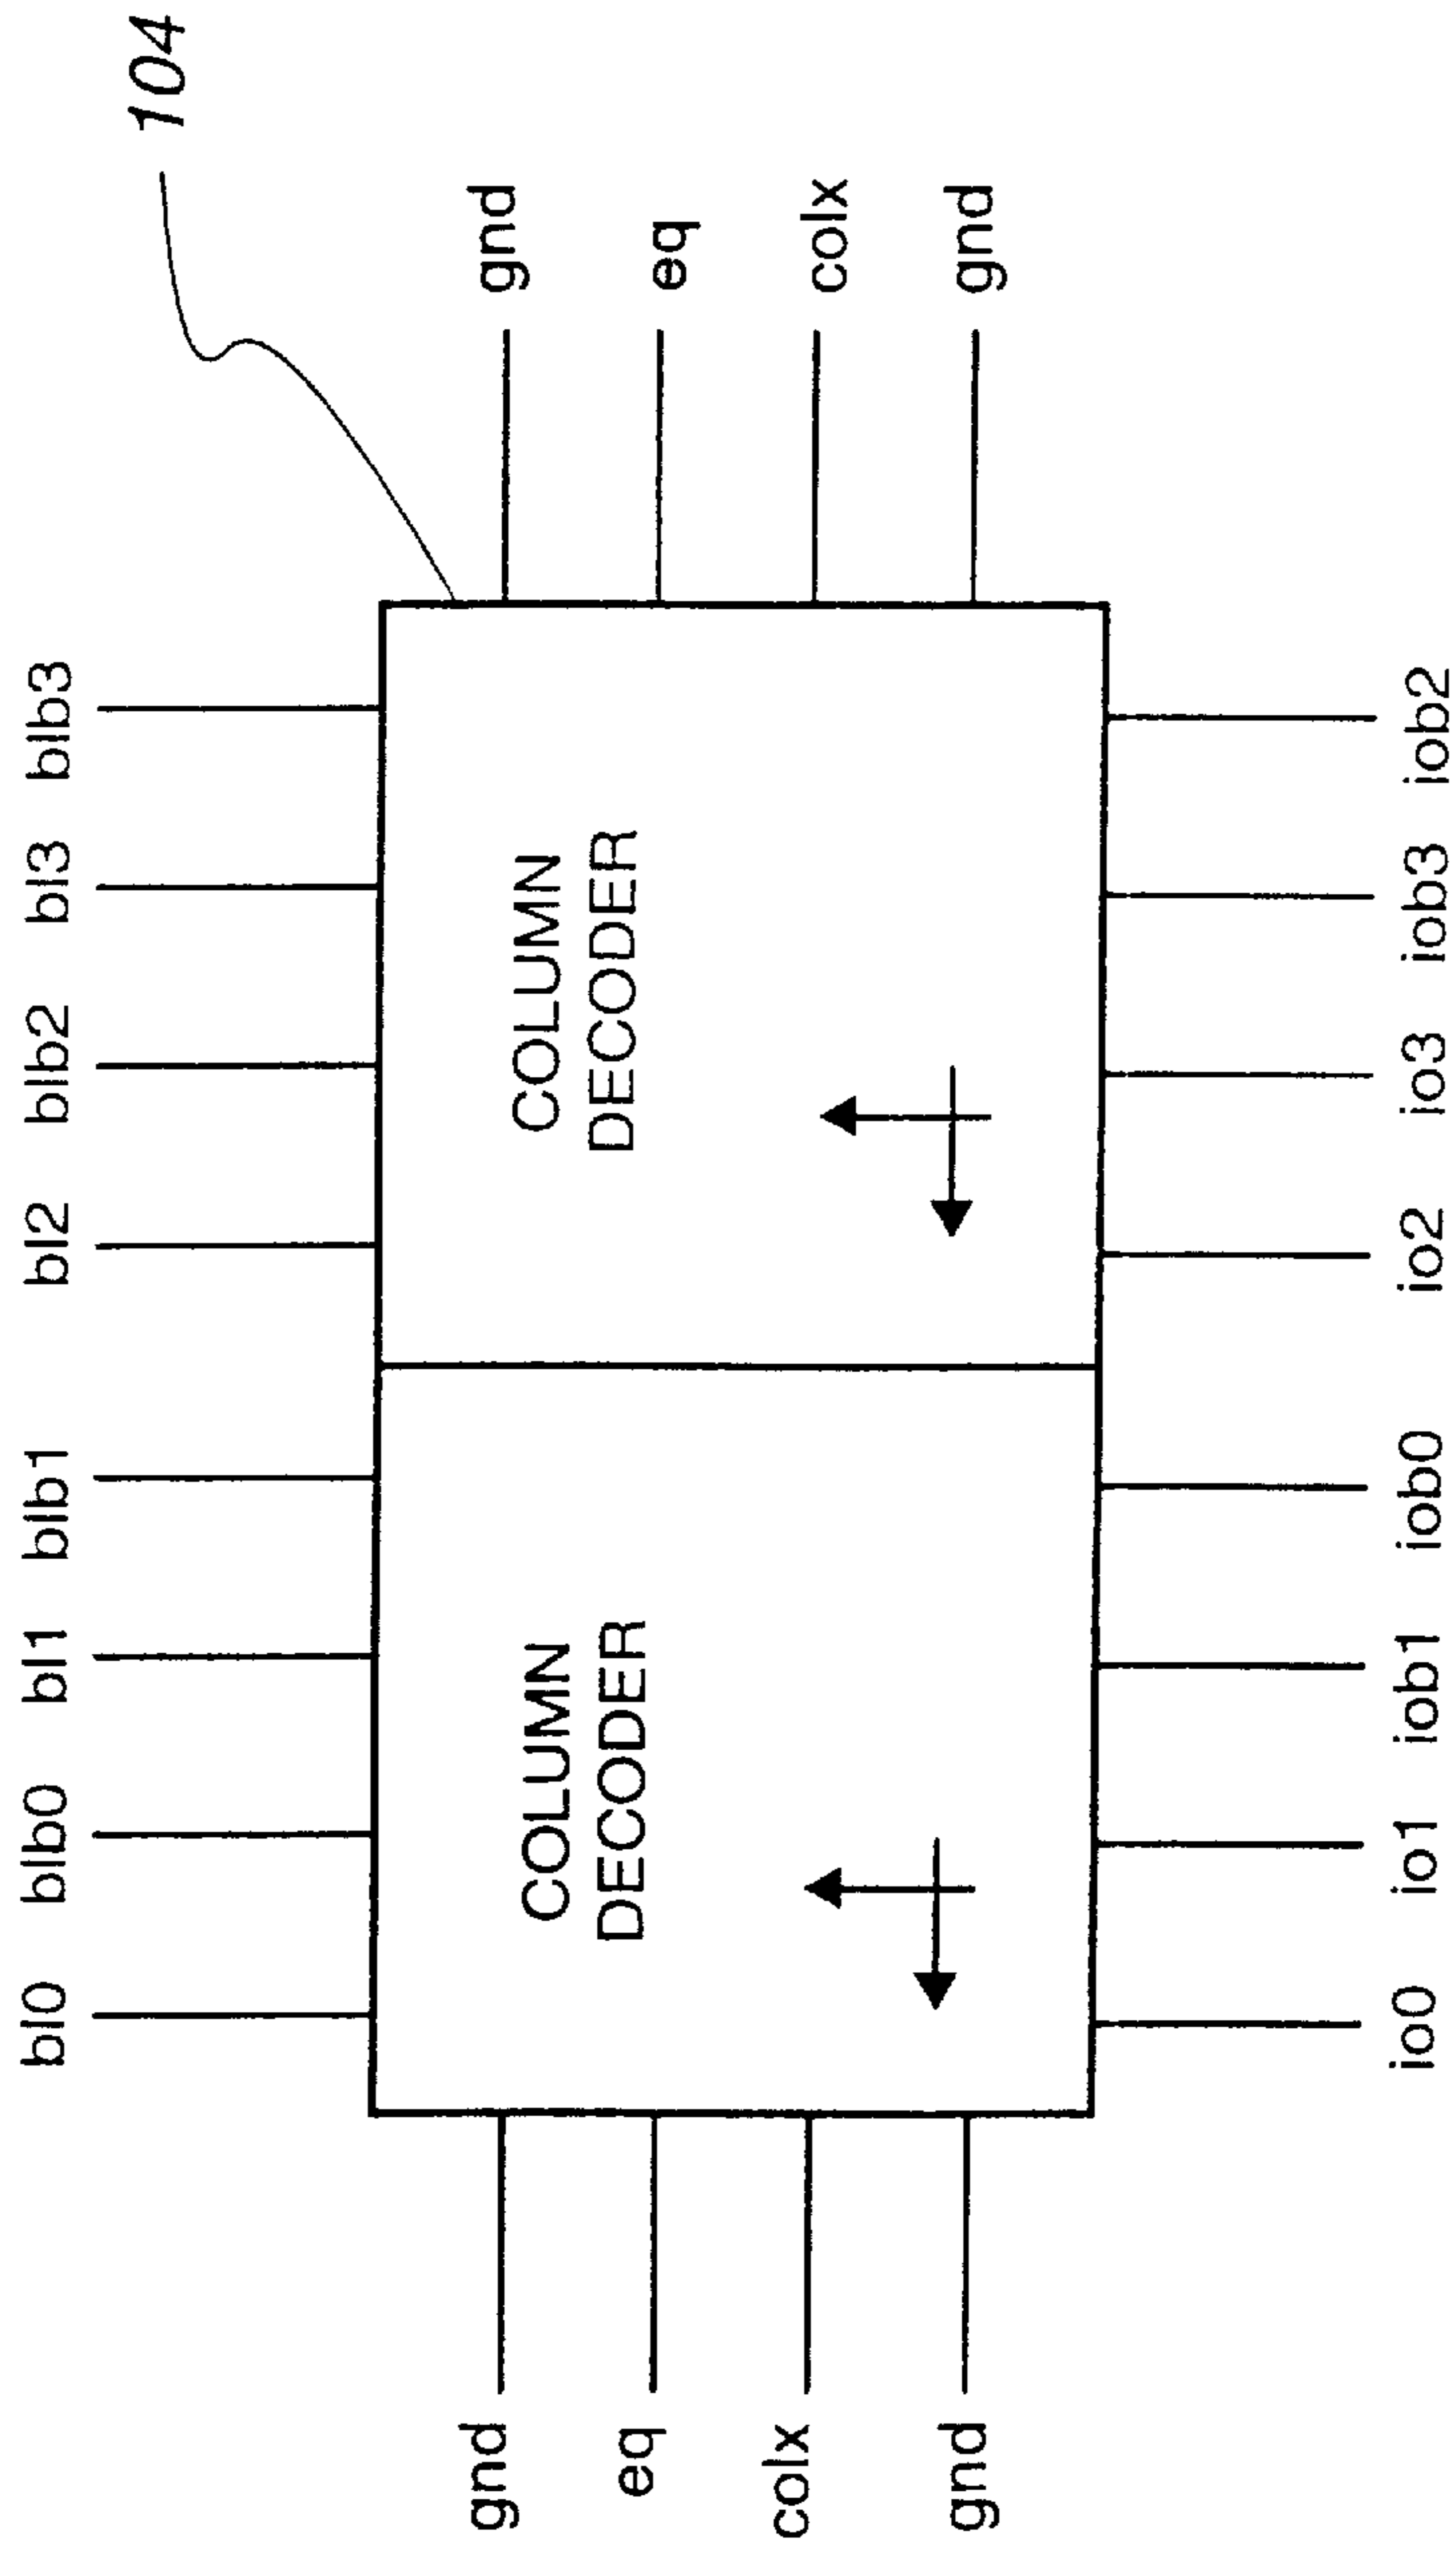 104
bl0
blb0
bl1
blb1
bl2
blb2
bl3
blb3
gnd
eq
colx
gnd
COLUMN
DECODER
COLUMN
DECODER
gnd
eq
colx
gnd
io0
io1
iob1
iob0
io2
io3
iob3
iob2